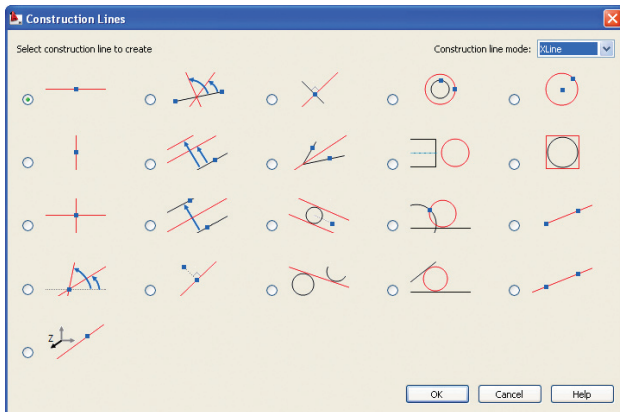 Construction Lines
Select construction line to create
Construction line mode: XLine
Z
OK Cancel Help